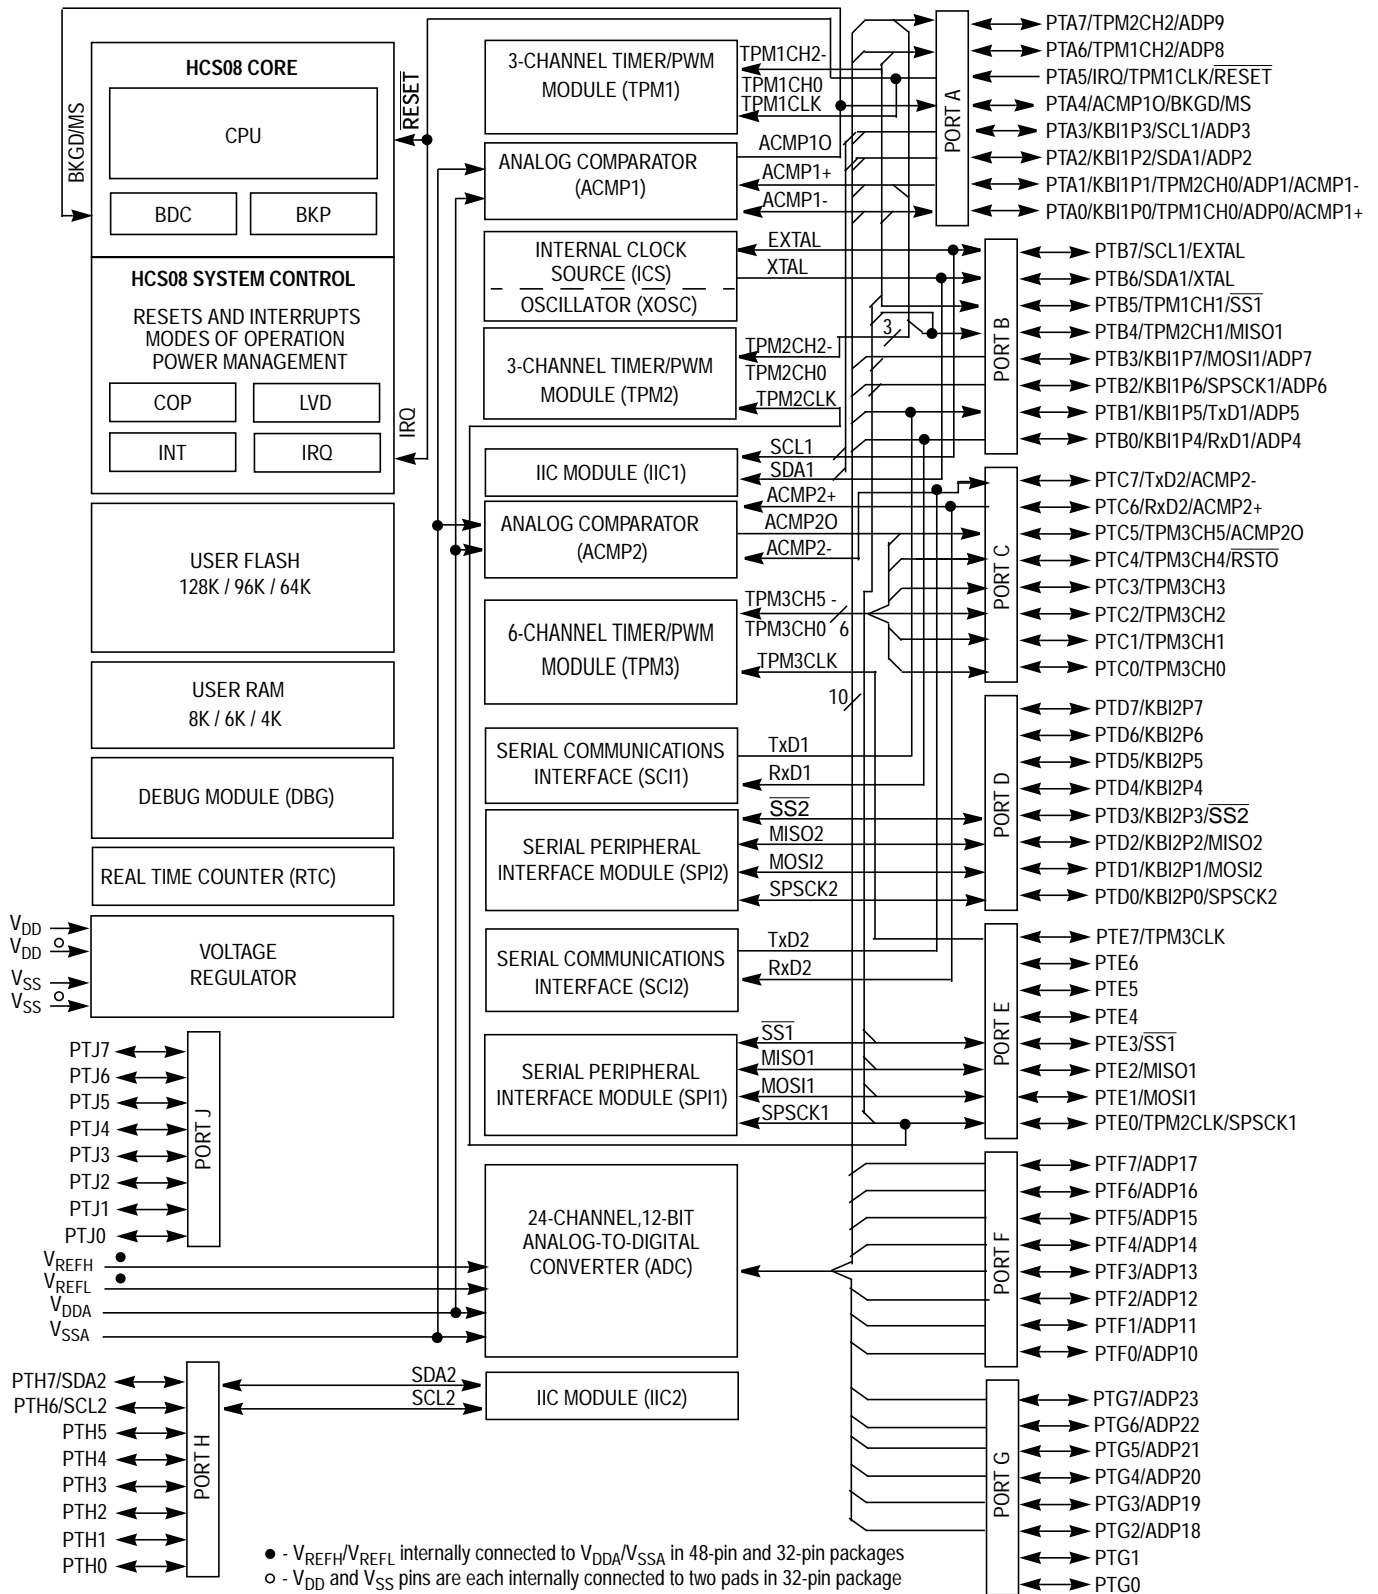 HCS08 CORE
CPU
BDC
BKP
BKGD/MS
RESET
HCS08 SYSTEM CONTROL
RESETS AND INTERRUPTS
MODES OF OPERATION
POWER MANAGEMENT
COP
LVD
INT
IRQ
IRQ
USER FLASH
128K / 96K / 64K
USER RAM
8K / 6K / 4K
DEBUG MODULE (DBG)
REAL TIME COUNTER (RTC)
VDD
VDD
VSS
VSS
VOLTAGE
REGULATOR
PTJ7
PTJ6
PTJ5
PTJ4
PTJ3
PTJ2
PTJ1
PTJ0
PORT J
VREFH
VREFL
VDDA
VSSA
PTH7/SDA2
PTH6/SCL2
PTH5
PTH4
PTH3
PTH2
PTH1
PTH0
PORT H
3-CHANNEL TIMER/PWM
MODULE (TPM1)
TPM1CH2-
TPM1CH0
TPM1CLK
ANALOG COMPARATOR
(ACMP1)
ACMP1O
ACMP1+
ACMP1-
INTERNAL CLOCK
SOURCE (ICS)
OSCILLATOR (XOSC)
EXTAL
XTAL
3-CHANNEL TIMER/PWM
MODULE (TPM2)
TPM2CH2-
TPM2CH0
TPM2CLK
3
IIC MODULE (IIC1)
SCL1
SDA1
ANALOG COMPARATOR
(ACMP2)
ACMP2+
ACMP2O
ACMP2-
6-CHANNEL TIMER/PWM
MODULE (TPM3)
TPM3CH5 -
TPM3CH0
6
TPM3CLK
10
SERIAL COMMUNICATIONS
INTERFACE (SCI1)
TxD1
RxD1
SERIAL PERIPHERAL
INTERFACE MODULE (SPI2)
SS2
MISO2
MOSI2
SPSCK2
SERIAL COMMUNICATIONS
INTERFACE (SCI2)
TxD2
RxD2
SERIAL PERIPHERAL
INTERFACE MODULE (SPI1)
SS1
MISO1
MOSI1
SPSCK1
24-CHANNEL,12-BIT
ANALOG-TO-DIGITAL
CONVERTER (ADC)
IIC MODULE (IIC2)
SDA2
SCL2
PORT A
PTA7/TPM2CH2/ADP9
PTA6/TPM1CH2/ADP8
PTA5/IRQ/TPM1CLK/RESET
PTA4/ACMP1O/BKGD/MS
PTA3/KBI1P3/SCL1/ADP3
PTA2/KBI1P2/SDA1/ADP2
PTA1/KBI1P1/TPM2CH0/ADP1/ACMP1-
PTA0/KBI1P0/TPM1CH0/ADP0/ACMP1+
PORT B
PTB7/SCL1/EXTAL
PTB6/SDA1/XTAL
PTB5/TPM1CH1/SS1
PTB4/TPM2CH1/MISO1
PTB3/KBI1P7/MOSI1/ADP7
PTB2/KBI1P6/SPSCK1/ADP6
PTB1/KBI1P5/TxD1/ADP5
PTB0/KBI1P4/RxD1/ADP4
PORT C
PTC7/TxD2/ACMP2-
PTC6/RxD2/ACMP2+
PTC5/TPM3CH5/ACMP2O
PTC4/TPM3CH4/RSTO
PTC3/TPM3CH3
PTC2/TPM3CH2
PTC1/TPM3CH1
PTC0/TPM3CH0
PORT D
PTD7/KBI2P7
PTD6/KBI2P6
PTD5/KBI2P5
PTD4/KBI2P4
PTD3/KBI2P3/SS2
PTD2/KBI2P2/MISO2
PTD1/KBI2P1/MOSI2
PTD0/KBI2P0/SPSCK2
PORT E
PTE7/TPM3CLK
PTE6
PTE5
PTE4
PTE3/SS1
PTE2/MISO1
PTE1/MOSI1
PTE0/TPM2CLK/SPSCK1
PORT F
PTF7/ADP17
PTF6/ADP16
PTF5/ADP15
PTF4/ADP14
PTF3/ADP13
PTF2/ADP12
PTF1/ADP11
PTF0/ADP10
PORT G
PTG7/ADP23
PTG6/ADP22
PTG5/ADP21
PTG4/ADP20
PTG3/ADP19
PTG2/ADP18
PTG1
PTG0
● - VREFH/VREFL internally connected to VDDA/VSSA in 48-pin and 32-pin packages
○ - VDD and VSS pins are each internally connected to two pads in 32-pin package